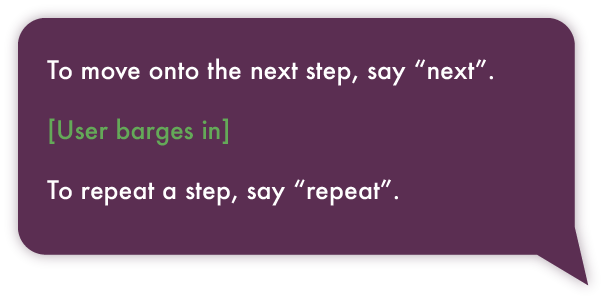 To move onto the next step, say “next”.
[User barges in]
To repeat a step, say “repeat”.